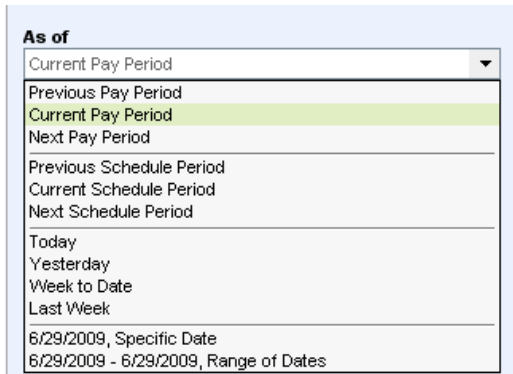 As of
Current Pay Period
Previous Pay Period
Current Pay Period
Next Pay Period
Previous Schedule Period
Current Schedule Period
Next Schedule Period
Today
Yesterday
Week to Date
Last Week
6/29/2009, Specific Date
6/29/2009 - 6/29/2009, Range of Dates